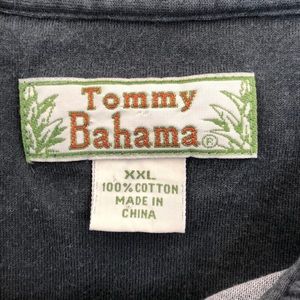 Tommy
Bahama®
XXL
100% COTTON
MADE IN
CHINA